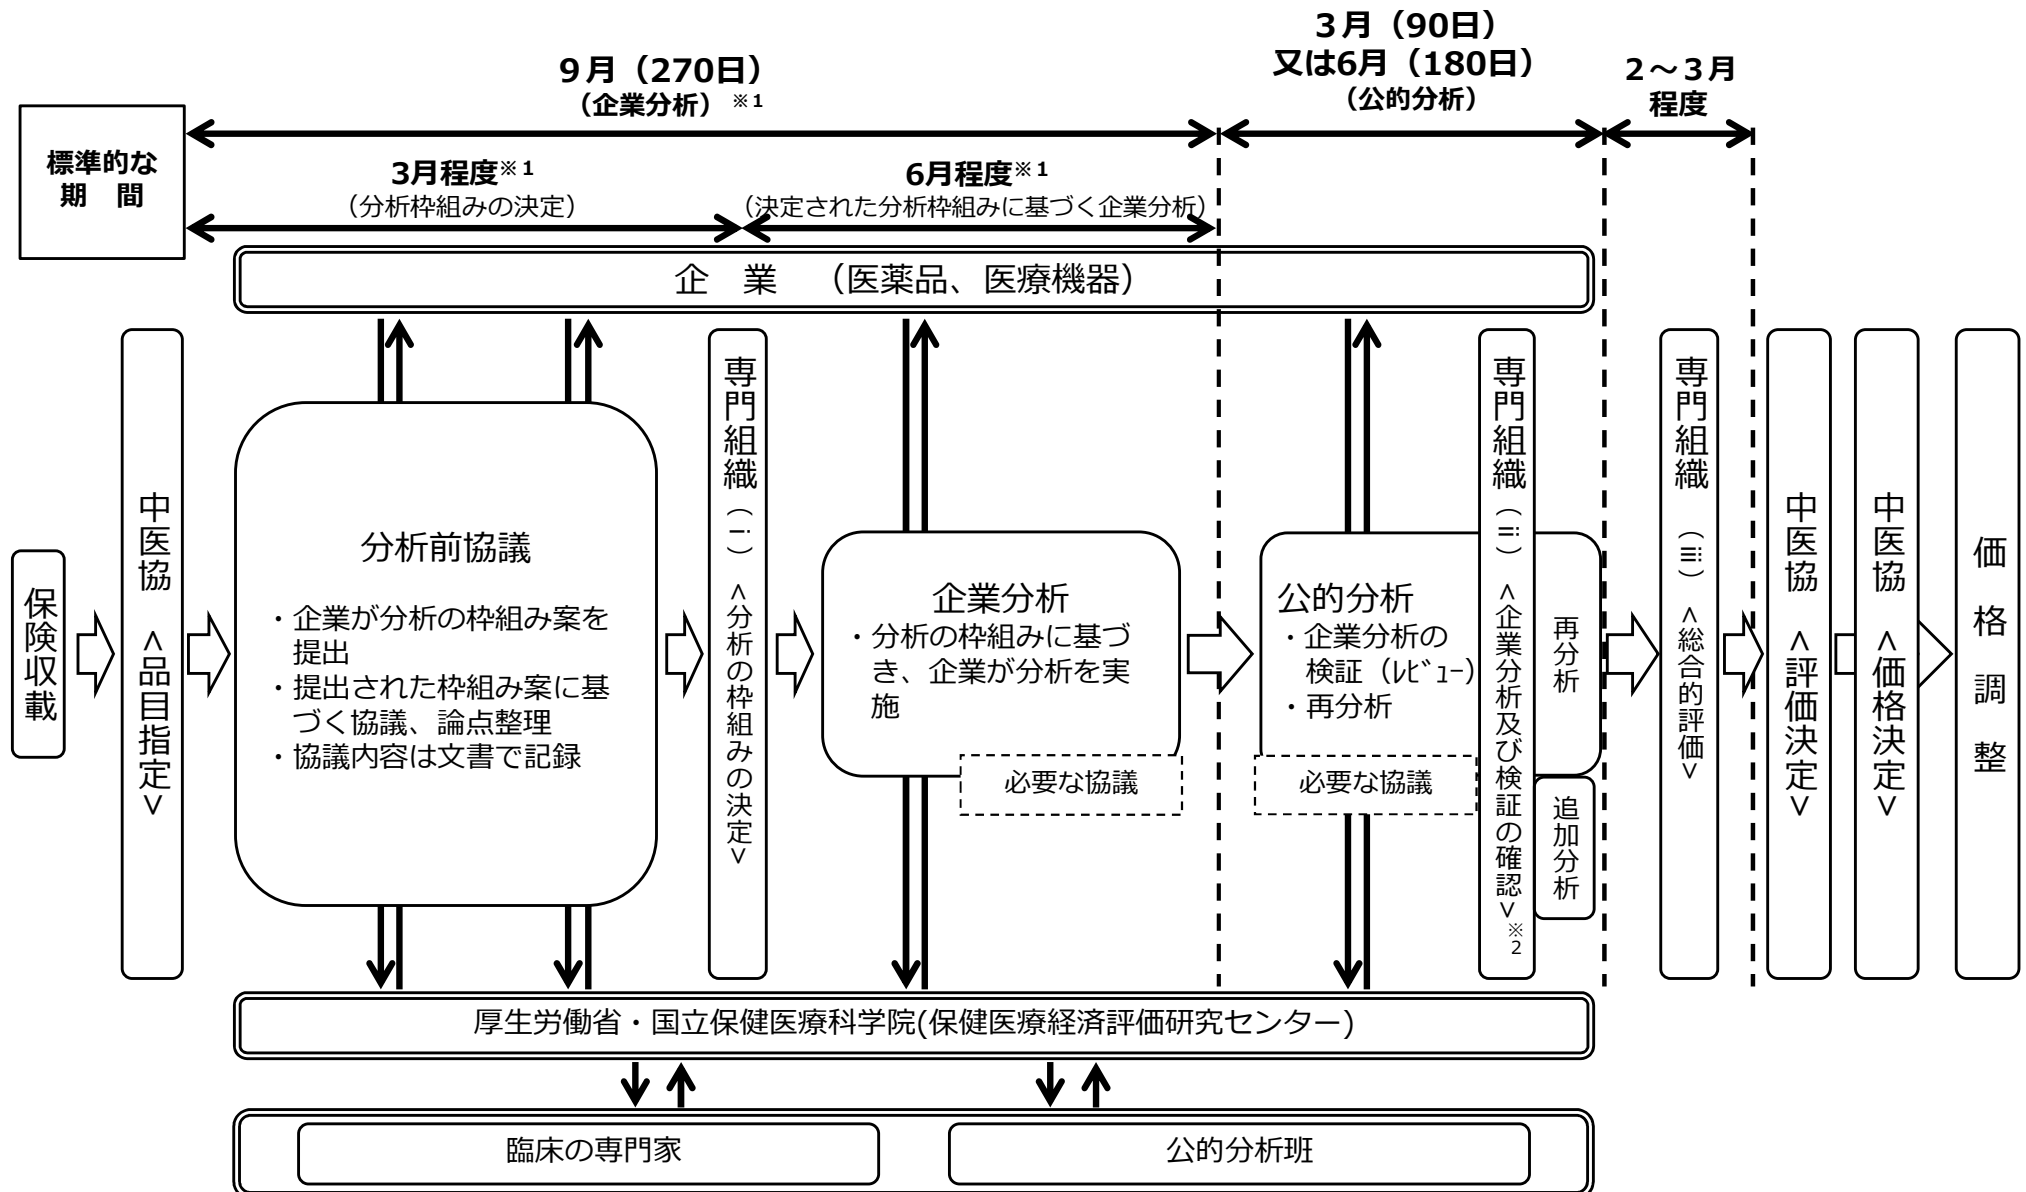 ３月（90日）
又は6月（180日）
（公的分析）
９月（270日）
（企業分析）※１
２～３月
程度
標準的な
期　間
3月程度※１
（分析枠組みの決定）
6月程度※１
（決定された分析枠組みに基づく企業分析）
企　業　（医薬品、医療機器）
保険収載
中医協　＜品目指定＞
分析前協議
・企業が分析の枠組み案を
提出
・提出された枠組み案に基
づく協議、論点整理
・協議内容は文書で記録
専門組織（ⅰ）＜分析の枠組みの決定＞
企業分析
・分析の枠組みに基づ
き、企業が分析を実
施
必要な協議
公的分析
・企業分析の
検証（ﾚﾋﾞｭｰ）
・再分析
必要な協議
専門組織（ⅱ）＜企業分析及び検証の確認＞※2
再分析
追加分析
専門組織　（ⅲ）＜総合的評価＞
中医協　＜評価決定＞
中医協　＜価格決定＞
価　格　調　整
厚生労働省・国立保健医療科学院(保健医療経済評価研究センター)
臨床の専門家
公的分析班